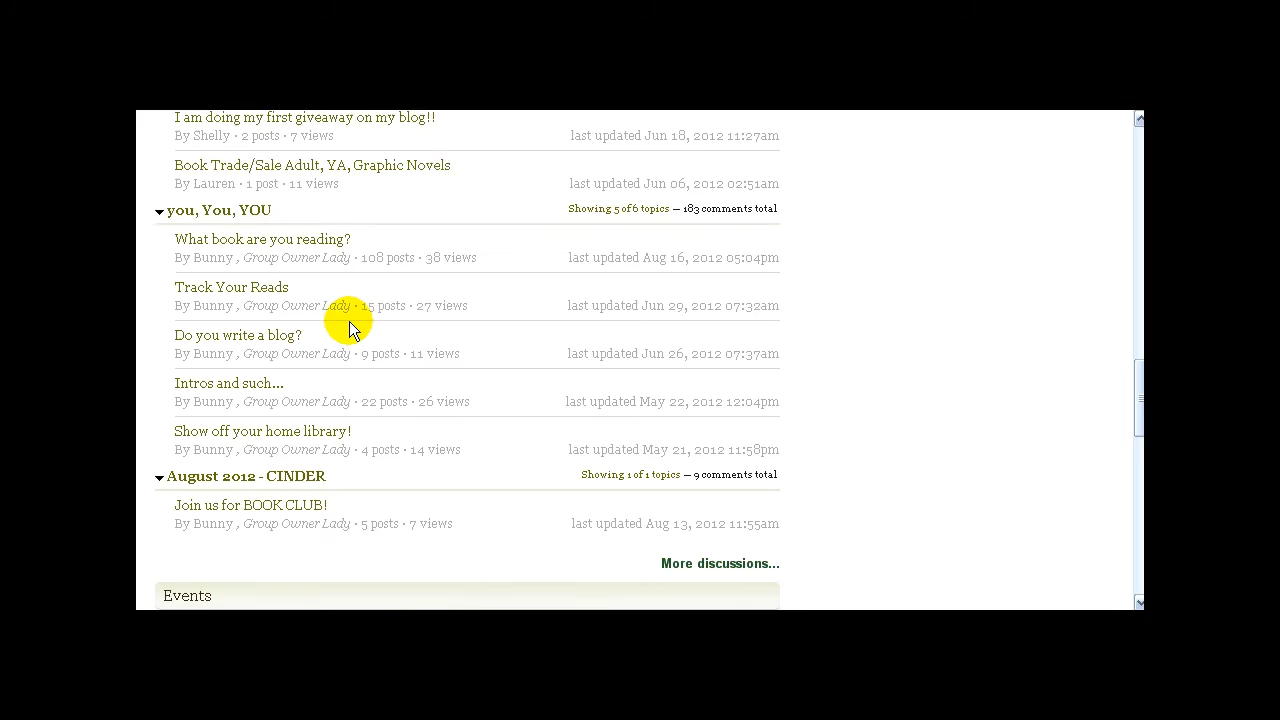 I am doing my first giveaway on my blog!!
By Shelly · 2 posts · 7 views last updated Jun 18, 2012 11:27am
Book Trade/Sale Adult, YA, Graphic Novels
By Lauren · 1 post · 11 views last updated Jun 06, 2012 02:51am
you, You, YOU Showing 5 of 6 topics — 183 comments total
What book are you reading?
By Bunny , Group Owner Lady · 108 posts · 38 views last updated Aug 16, 2012 05:04pm
Track Your Reads
By Bunny , Group Owner Lady · 15 posts · 27 views last updated Jun 29, 2012 07:32am
Do you write a blog?
By Bunny , Group Owner Lady · 9 posts · 11 views last updated Jun 26, 2012 07:37am
Intros and such...
By Bunny , Group Owner Lady · 22 posts · 26 views last updated May 22, 2012 12:04pm
Show off your home library!
By Bunny , Group Owner Lady · 4 posts · 14 views last updated May 21, 2012 11:58pm
August 2012 - CINDER Showing 1 of 1 topics — 9 comments total
Join us for BOOK CLUB!
By Bunny , Group Owner Lady · 5 posts · 7 views last updated Aug 13, 2012 11:55am
More discussions...
Events